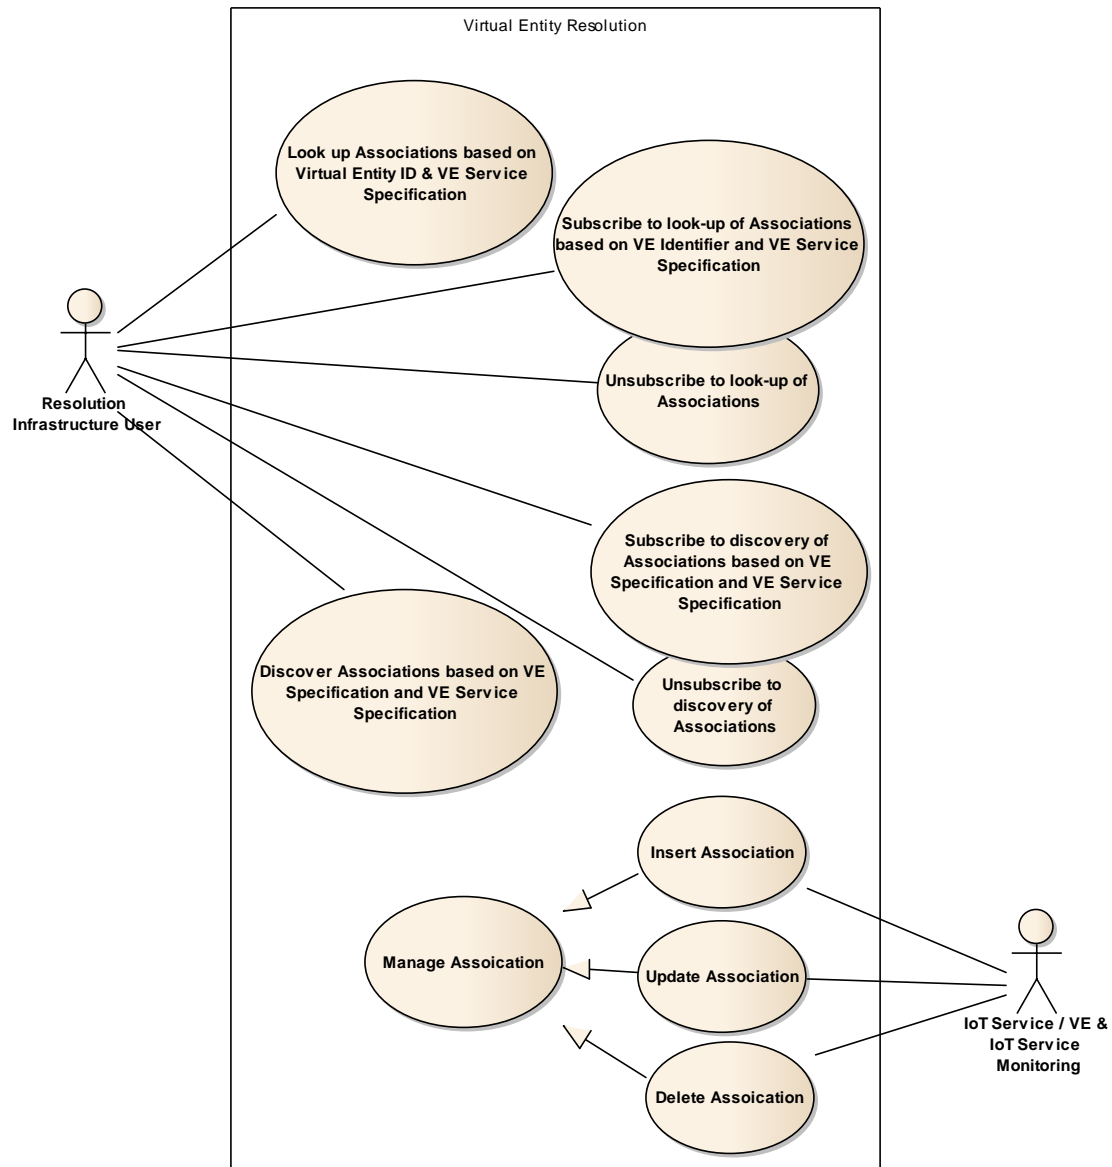 Virtual Entity Resolution
Look up Associations based on
Virtual Entity ID & VE Service
Specification
Subscribe to look-up of Associations
based on VE Identifier and VE Service
Specification
Unsubscribe to look-up of
Associations
Resolution
Infrastructure User
Subscribe to discovery of
Associations based on VE
Specification and VE Service
Specification
Discover Associations based on VE
Specification and VE Service
Specification
Unsubscribe to
discovery of
Associations
Insert Association
Manage Assoication
Update Association
IoT Service / VE &
IoT Service
Monitoring
Delete Assoication